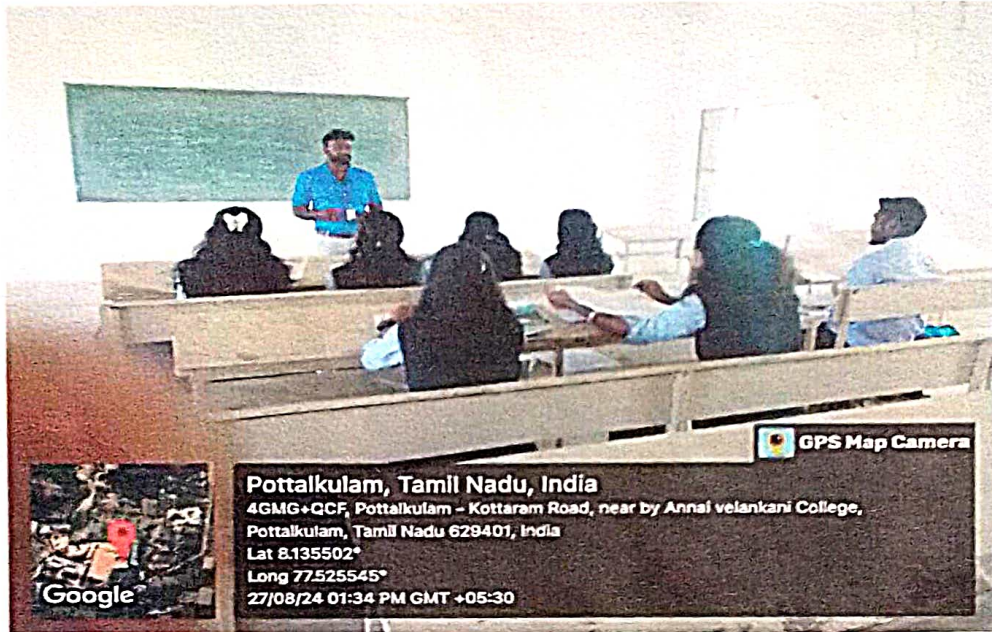 GPS Map Camera
Pottalkulam, Tamil Nadu, India
4GMG+QCF, Pottalkulam – Kottaram Road, near by Annai velankani College,
Pottalkulam, Tamil Nadu 629401, India
Lat 8.135502°
Long 77.525545°
27/08/24 01:34 PM GMT +05:30
Google